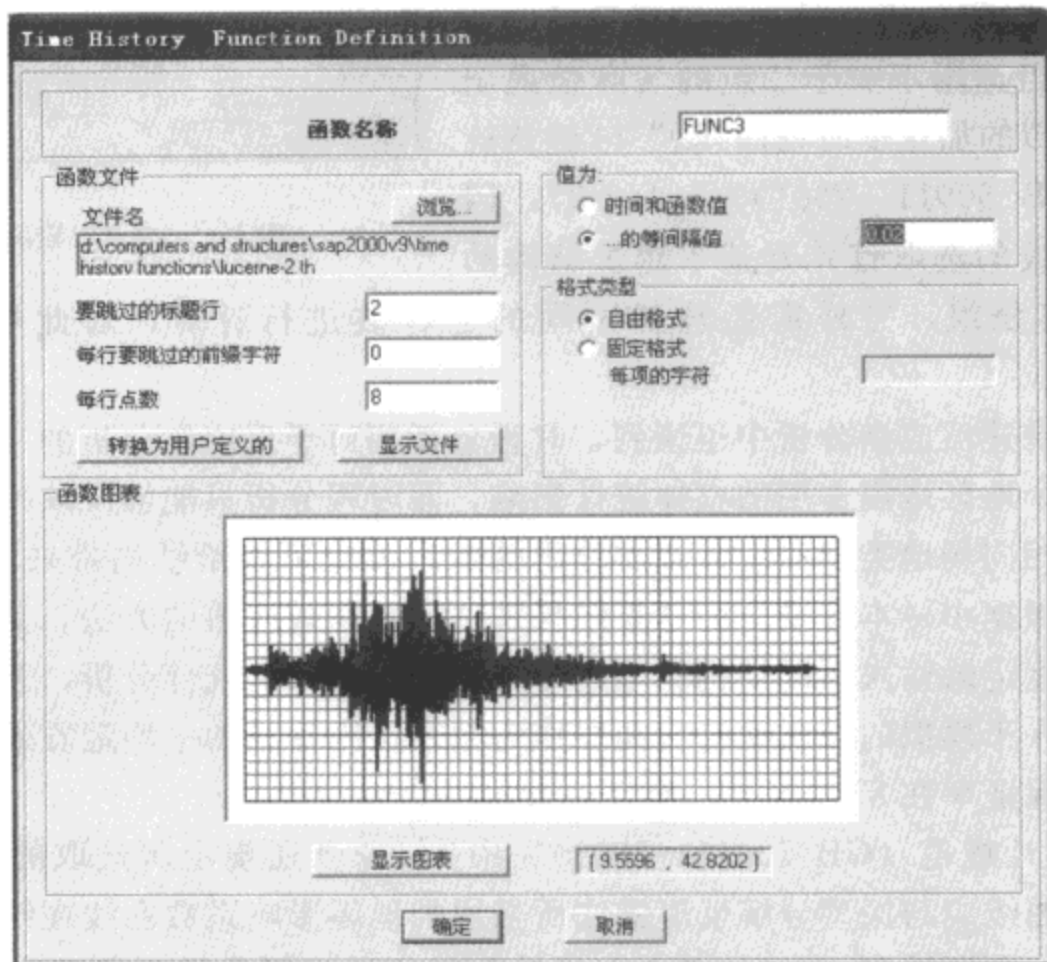 Time History Function Definition
函数名称
FUNC3
函数文件
文件名
浏览...
d:\computers and structures\sap2000v9\time
history functions\lucerne-2.th
要跳过的标题行
2
每行要跳过的前缀字符
0
每行点数
8
转换为用户定义的
显示文件
值为:
时间和函数值
...的等间隔值
0.02
格式类型
自由格式
固定格式
每项的字符
函数图表
显示图表
( 9.5596 , 42.8202 )
确定
取消